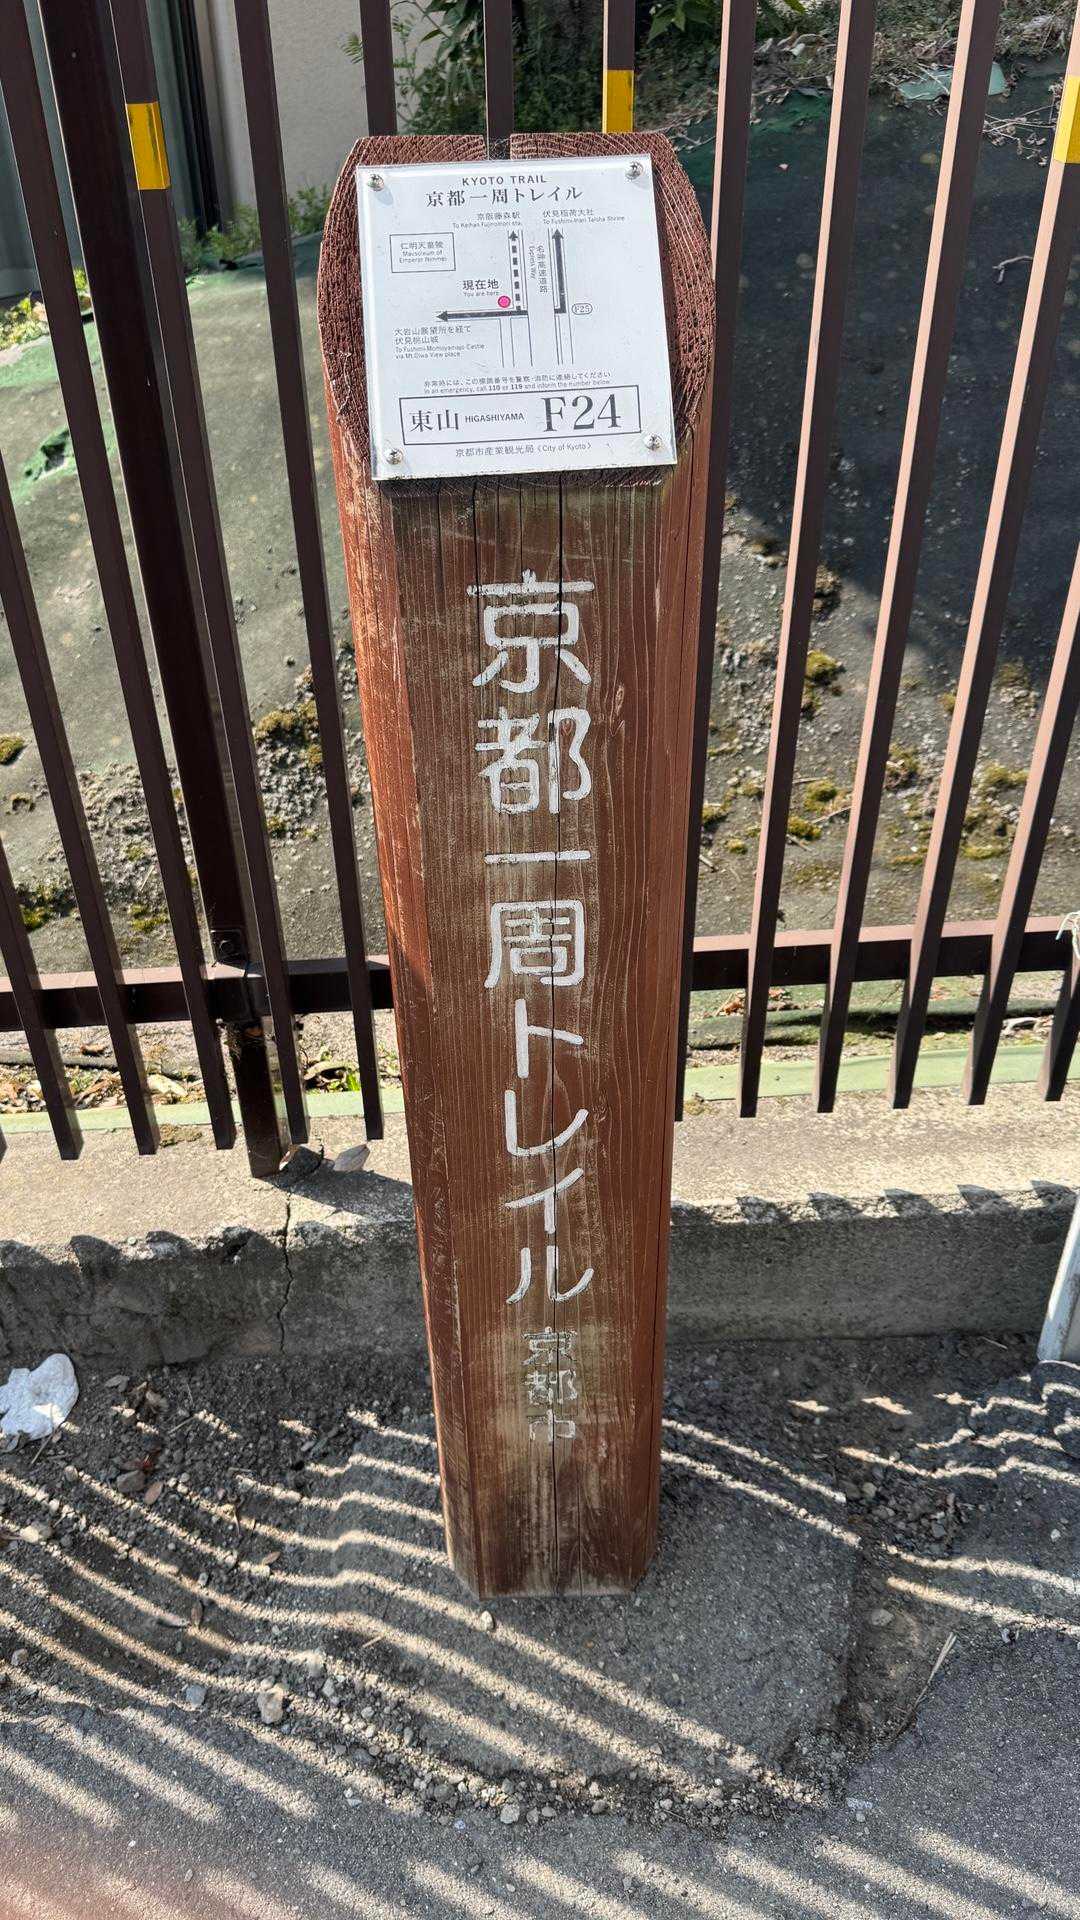 KYOTO TRAIL
京都一周トレイル
京阪藤森駅
To Keihan Fujinomori sta.
伏見稲荷大社
To Fushimi-Inari Taisha Shrine
仁明天皇陵
Mausoleum of
Emperor Ninmei
名神高速道路
Express Way
現在地
You are here.
F25
大岩山展望所を経て
伏見桃山城
To Fushimi-Momoyamajo Castle
via Mt.Oiwa View place
非常時には、この標識番号を警察・消防に連絡してください
In an emergency, call 110 or 119 and inform the number below.
東山 HIGASHIYAMA F24
京都市産業観光局《City of Kyoto》
京都一周トレイル
京都市